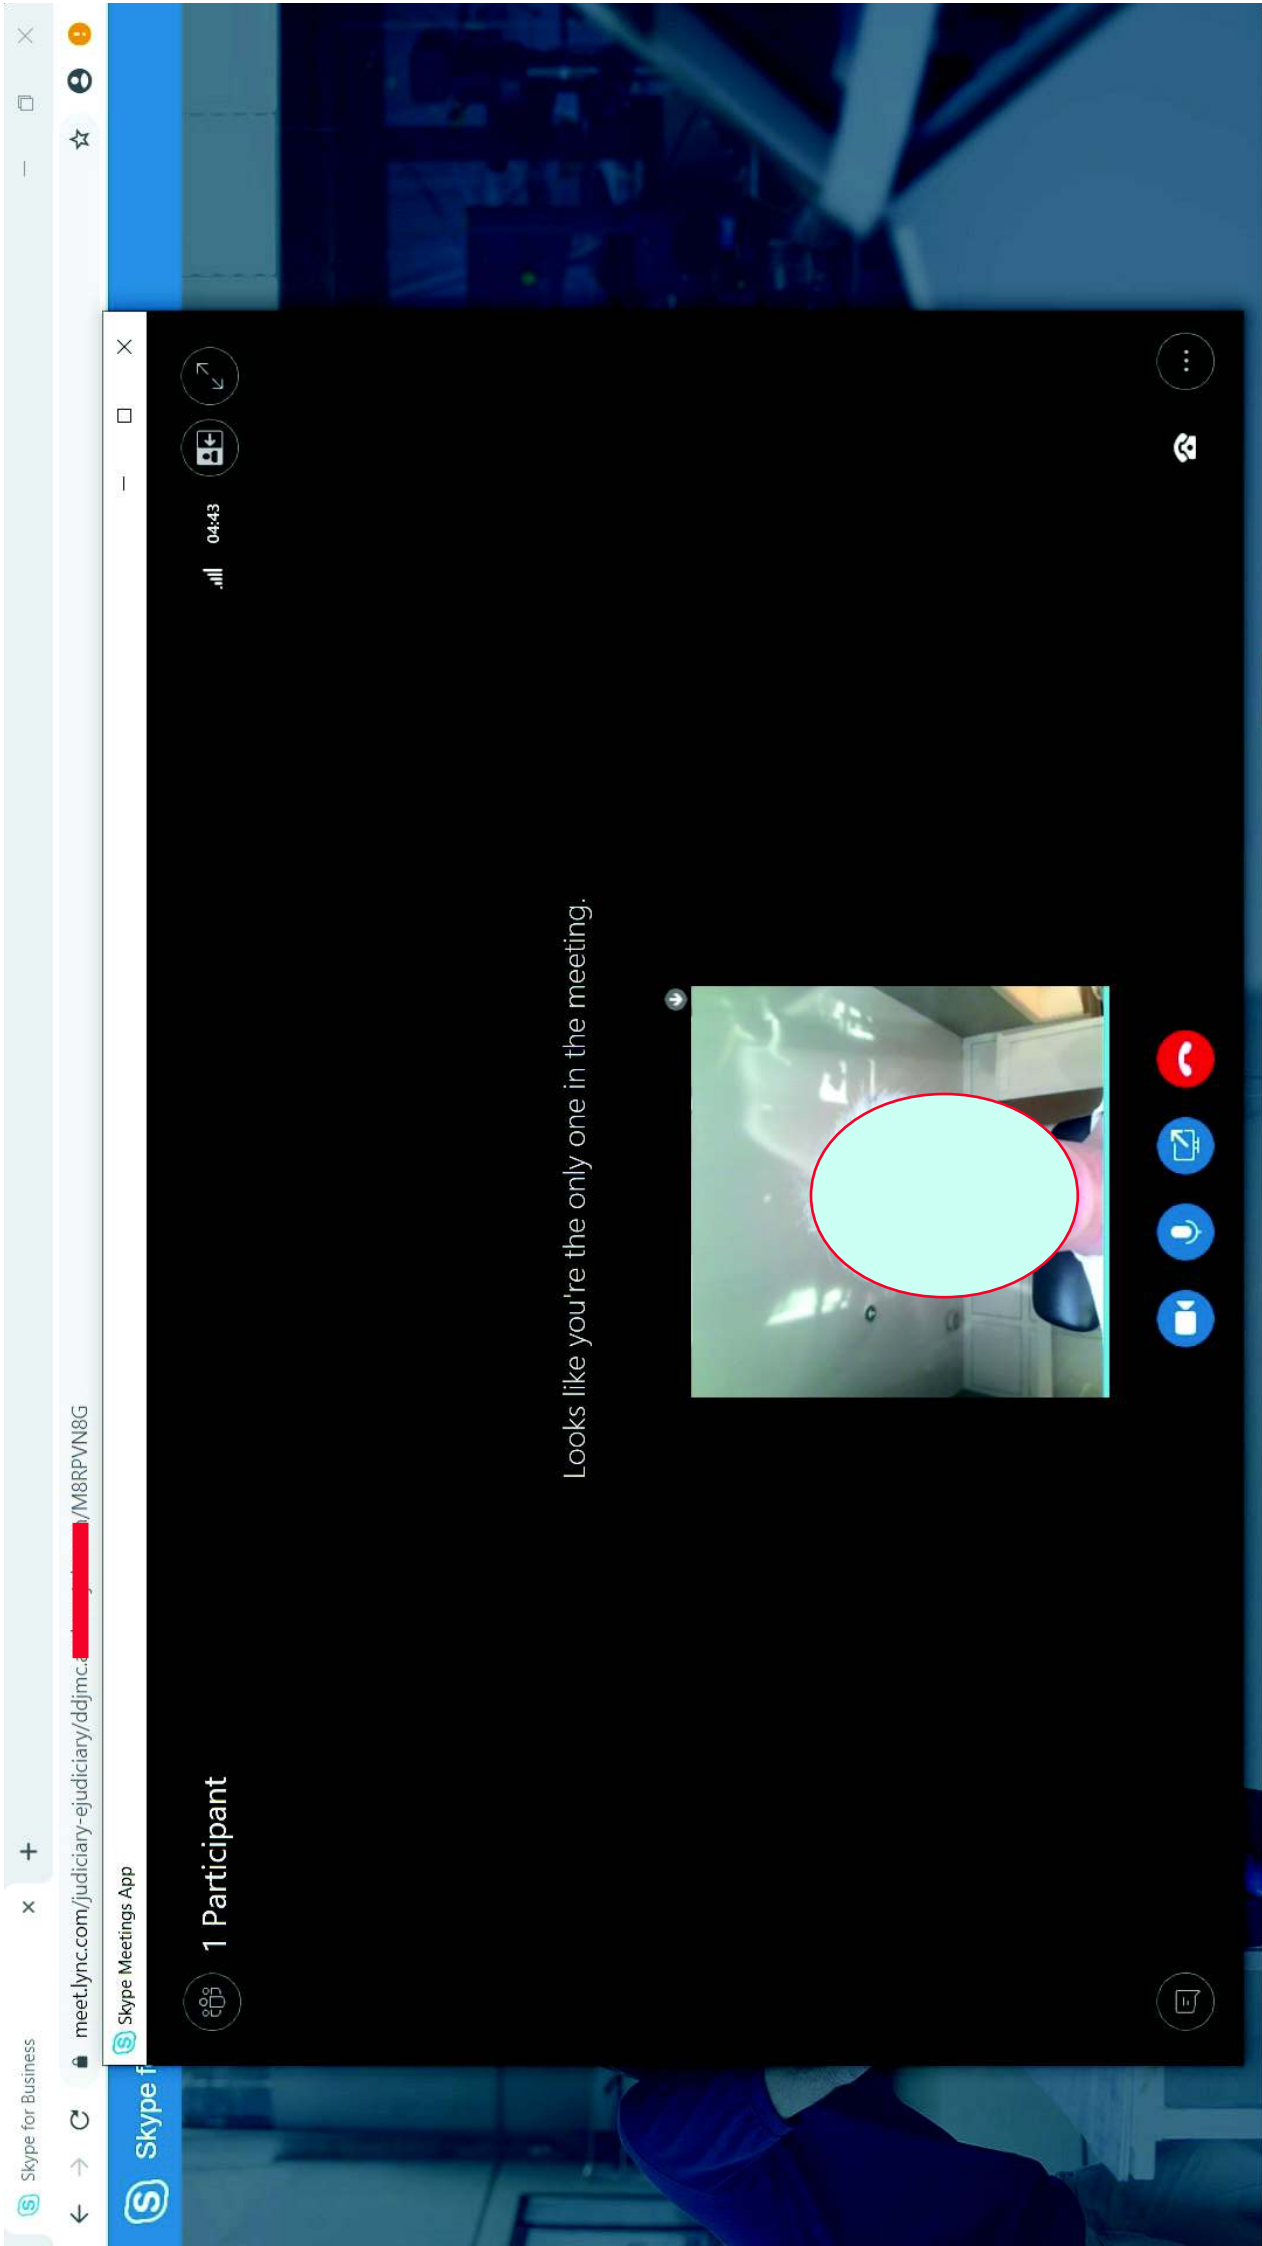 Skype for Business
meet.lync.com/judiciary-ejudiciary/ddjmc.
/M8RPVN8G
Skype f
Skype Meetings App
1 Participant
04:43
Looks like you're the only one in the meeting.